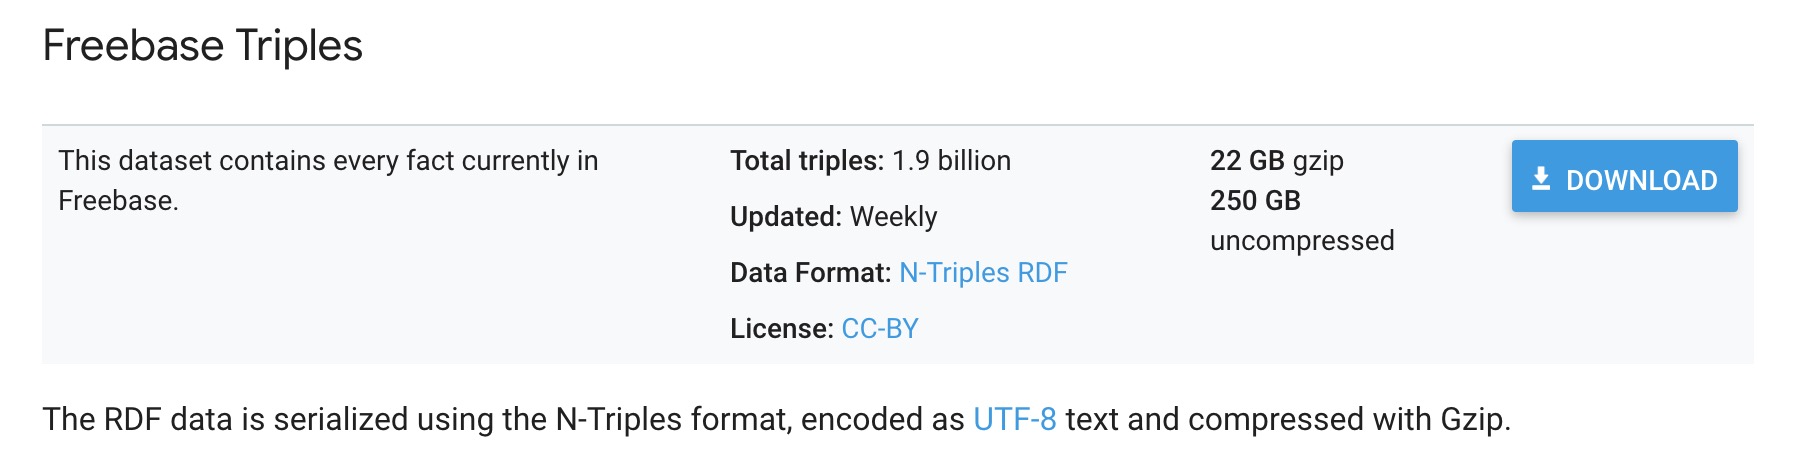 Freebase Triples
This dataset contains every fact currently in
Freebase.
Total triples: 1.9 billion
Updated: Weekly
Data Format: N-Triples RDF
License: CC-BY
22 GB gzip
250 GB
uncompressed
DOWNLOAD
The RDF data is serialized using the N-Triples format, encoded as UTF-8 text and compressed with Gzip.